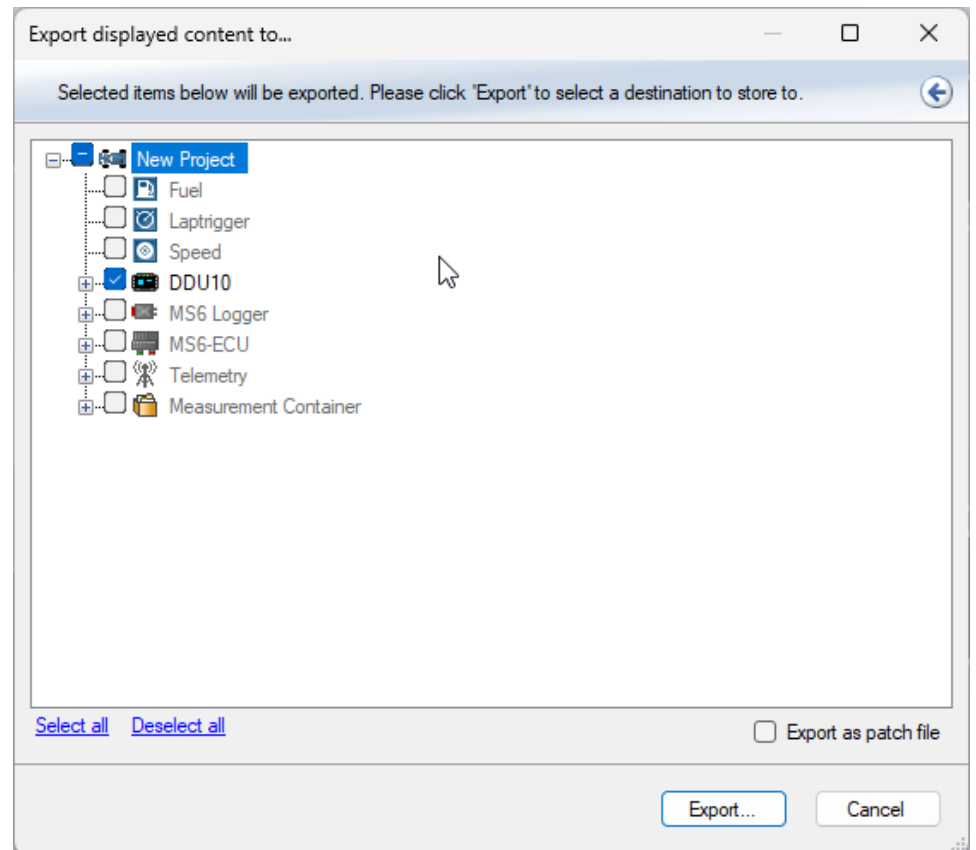 Export displayed content to...
Selected items below will be exported. Please click 'Export' to select a destination to store to.
New Project
Fuel
Laptrigger
Speed
DDU10
MS6 Logger
MS6-ECU
Telemetry
Measurement Container
Select all Deselect all
Export as patch file
Export... Cancel